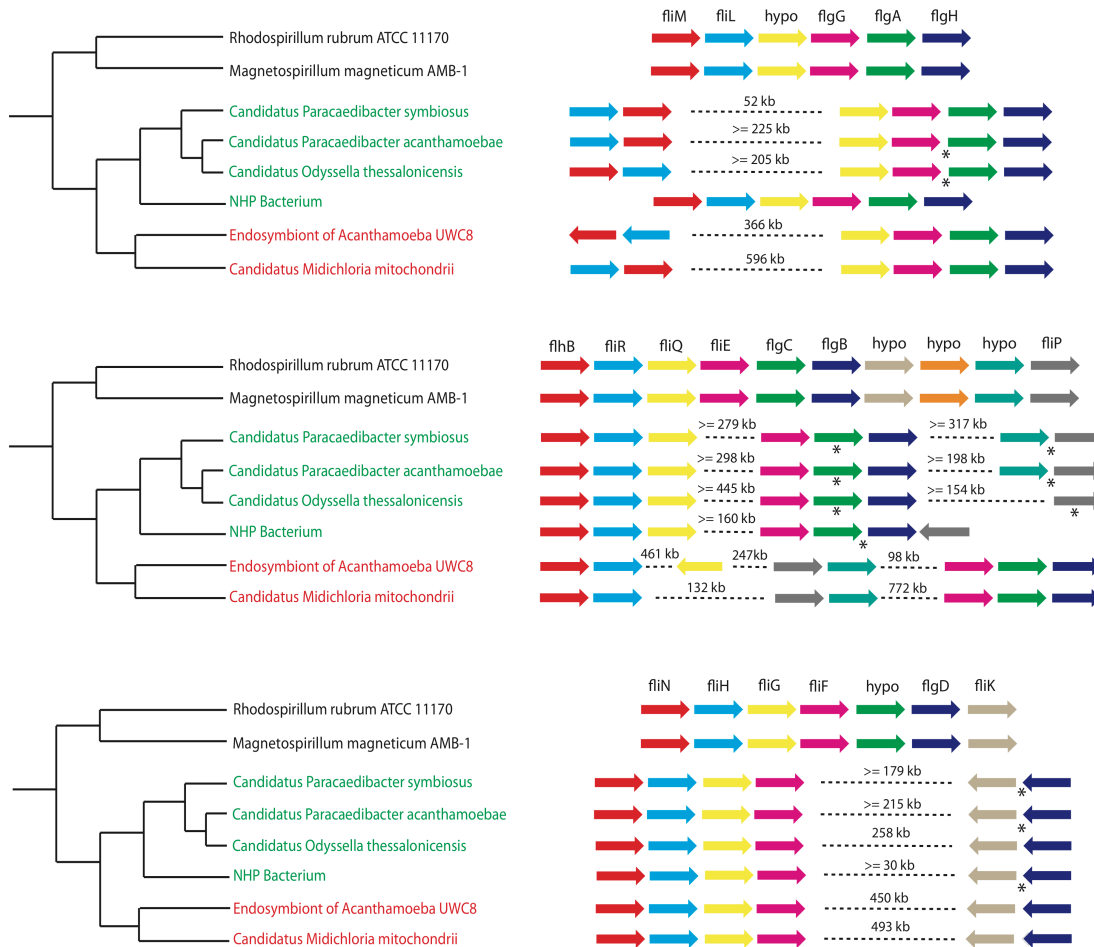 fliM fliL hypo flgG flgA flgH
Rhodospirillum rubrum ATCC 11170
Magnetospirillum magneticum AMB-1
Candidatus Paracaedibacter symbiosus 52 kb
Candidatus Paracaedibacter acanthamoebae >= 225 kb
*
Candidatus Odyssella thessalonicensis >= 205 kb
*
NHP Bacterium
Endosymbiont of Acanthamoeba UWC8 366 kb
Candidatus Midichloria mitochondrii 596 kb
flhB fliR fliQ fliE flgC flgB hypo hypo hypo fliP
Rhodospirillum rubrum ATCC 11170
Magnetospirillum magneticum AMB-1
Candidatus Paracaedibacter symbiosus >= 279 kb >= 317 kb
* *
Candidatus Paracaedibacter acanthamoebae >= 298 kb >= 198 kb
* *
Candidatus Odyssella thessalonicensis >= 445 kb >= 154 kb
* *
NHP Bacterium >= 160 kb
*
Endosymbiont of Acanthamoeba UWC8 461 kb 247kb 98 kb
Candidatus Midichloria mitochondrii 132 kb 772 kb
fliN fliH fliG fliF hypo flgD fliK
Rhodospirillum rubrum ATCC 11170
Magnetospirillum magneticum AMB-1
Candidatus Paracaedibacter symbiosus >= 179 kb
*
Candidatus Paracaedibacter acanthamoebae >= 215 kb
*
Candidatus Odyssella thessalonicensis 258 kb
NHP Bacterium >= 30 kb
*
Endosymbiont of Acanthamoeba UWC8 450 kb
Candidatus Midichloria mitochondrii 493 kb